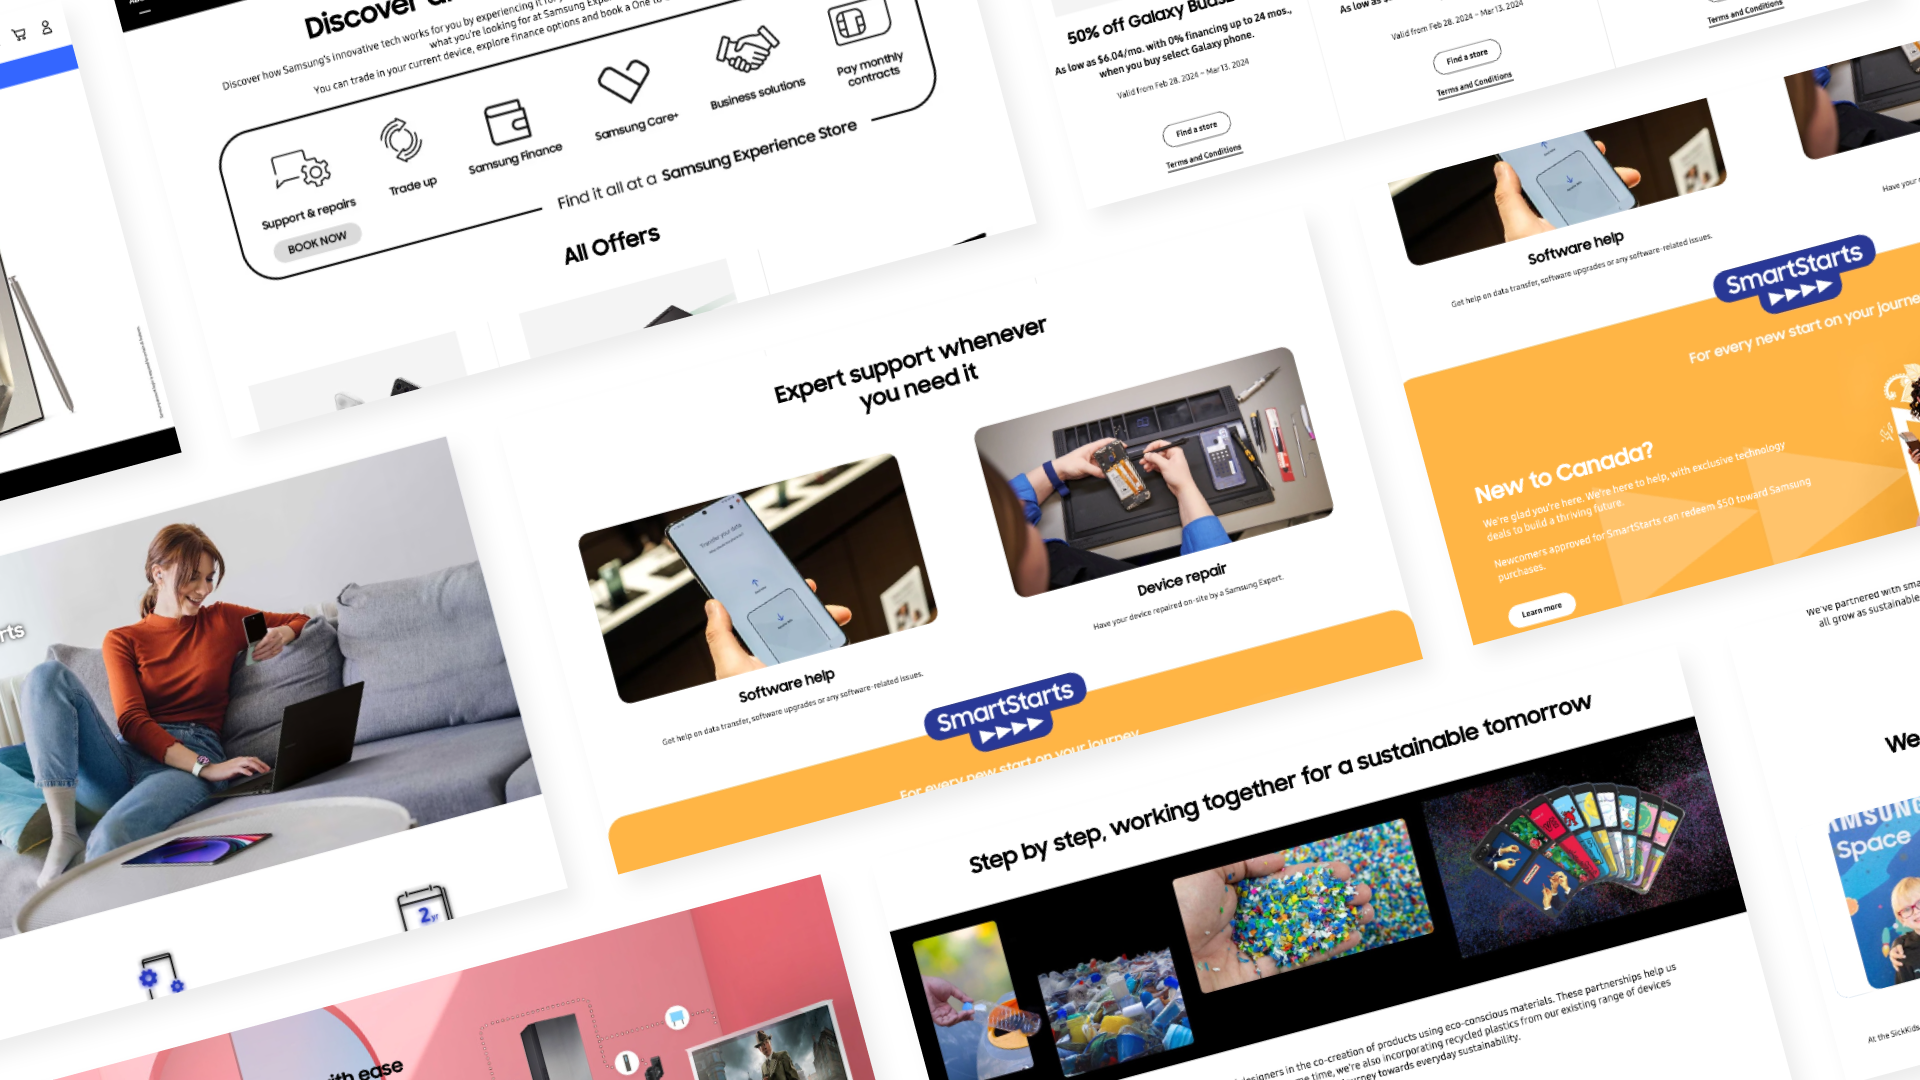 Discover how Samsung's innovative tech works for you by experiencing it for
what you're looking for at Samsung
You can trade in your current device, explore finance options and book a One to
Support & repairs
BOOK NOW
Trade up
Samsung Finance
Samsung Care+
Business solutions
Pay monthly
contracts
Find it all at a Samsung Experience Store
All Offers
50% off Galaxy
As low as $6.04/mo. with 0% financing up to 24 mos.,
when you buy select Galaxy phone.
Valid from Feb 28, 2024 – Mar 13, 2024
Find a store
Terms and Conditions
As low as
Valid from Feb 28, 2024 – Mar 13, 2024
Find a store
Terms and Conditions
Terms and Conditions
Software help
Get help on data transfer, software upgrades or any software-related issues.
Have your
SmartStarts
For every new start on your
New to Canada?
We're glad you're here. We're here to help, with exclusive technology
deals to build a thriving future.
Newcomers approved for SmartStarts can redeem $50 toward Samsung
purchases.
Learn more
Expert support whenever
you need it
Transfer your data
Software help
Get help on data transfer, software upgrades or any software-related issues.
Device repair
Have your device repaired on-site by a Samsung Expert.
SmartStarts
For every new start on your journey
2yr
with ease
Step by step, working together for a sustainable tomorrow
in the co-creation of products using eco-conscious materials. These partnerships help us
time, we're also incorporating recycled plastics from our existing range of devices
towards everyday sustainability.
We've partnered with
all grow as sustainable
We
Space
At the SickKids